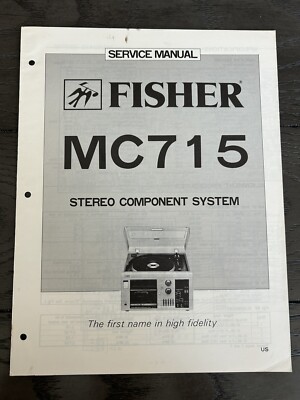 SERVICE MANUAL
FISHER®
MC715
STEREO COMPONENT SYSTEM
The first name in high fidelity
US